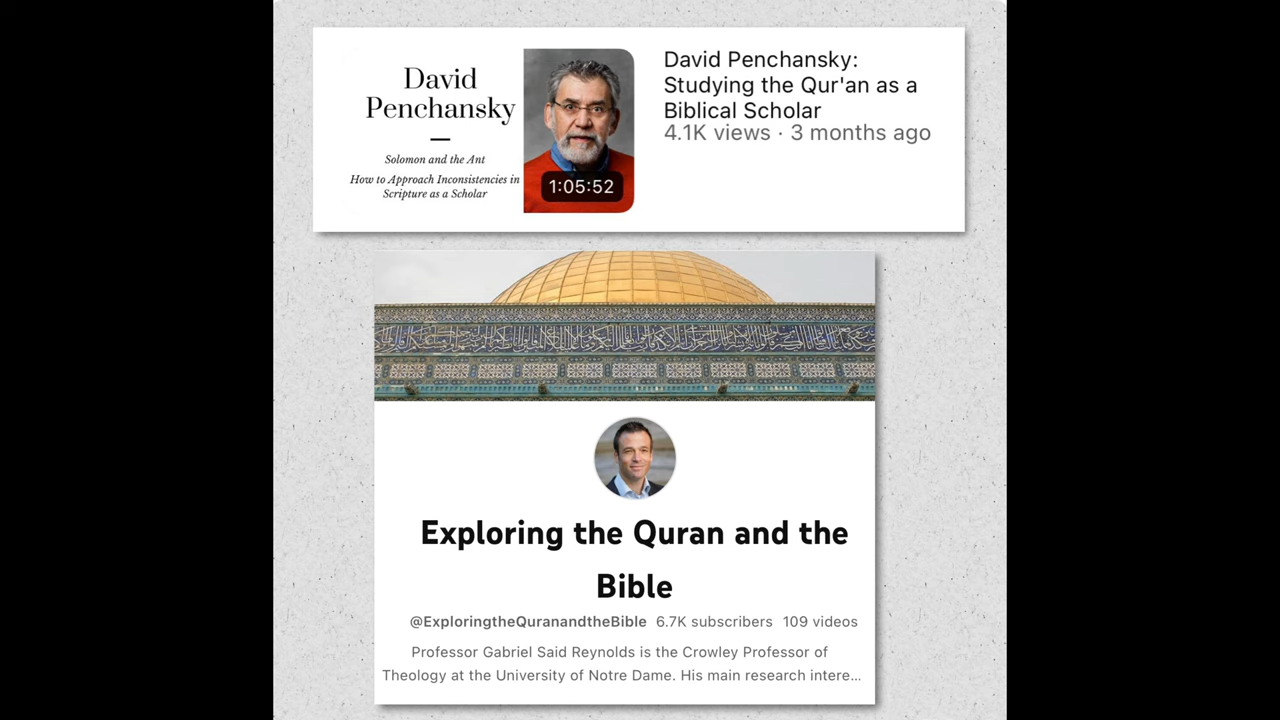 David
Penchansky
Solomon and the Ant
How to Approach Inconsistencies in
Scripture as a Scholar
1:05:52
David Penchansky:
Studying the Qur'an as a
Biblical Scholar
4.1K views · 3 months ago
Exploring the Quran and the
Bible
@ExploringtheQuranandtheBible 6.7K subscribers 109 videos
Professor Gabriel Said Reynolds is the Crowley Professor of
Theology at the University of Notre Dame. His main research intere...